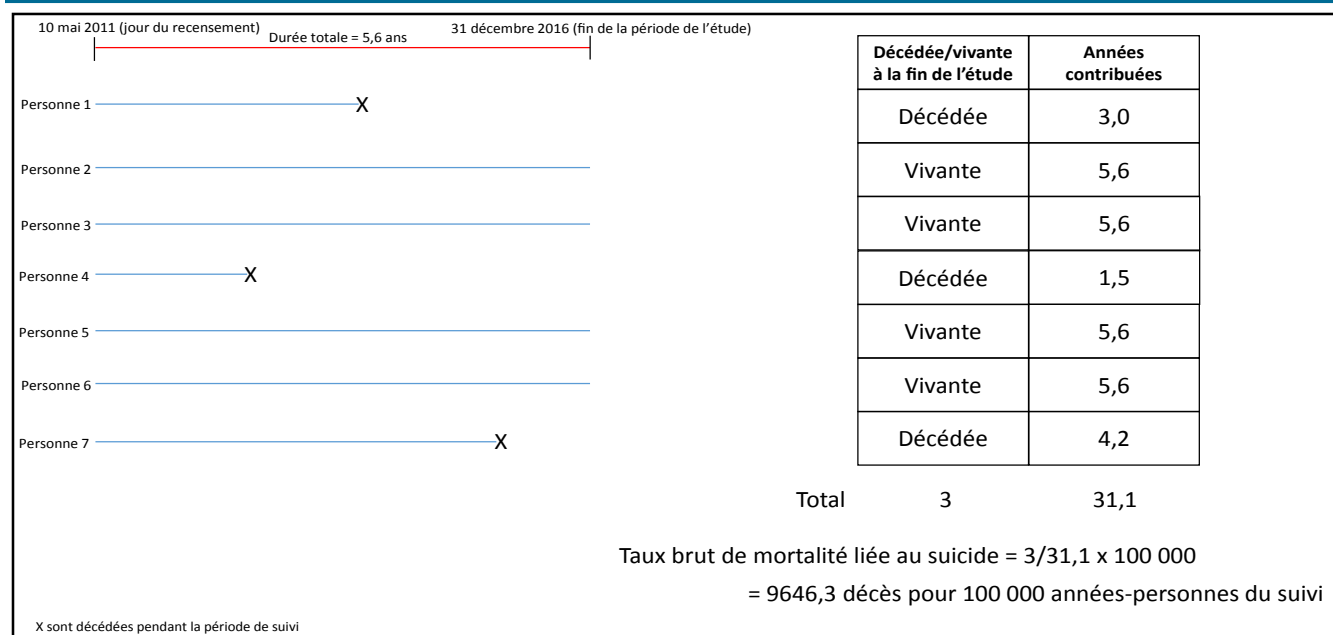 10 mai 2011 (jour du recensement)
Durée totale = 5,6 ans
31 décembre 2016 (fin de la période de l'étude)
Personne 1
X
Personne 2
Personne 3
Personne 4
X
Personne 5
Personne 6
Personne 7
X
Décédée/vivante
à la fin de l'étude
Années
contribuées
Décédée 3,0
Vivante 5,6
Vivante 5,6
Décédée 1,5
Vivante 5,6
Vivante 5,6
Décédée 4,2
Total 3 31,1
Taux brut de mortalité liée au suicide = 3/31,1 x 100 000
= 9646,3 décès pour 100 000 années-personnes du suivi
X sont décédées pendant la période de suivi